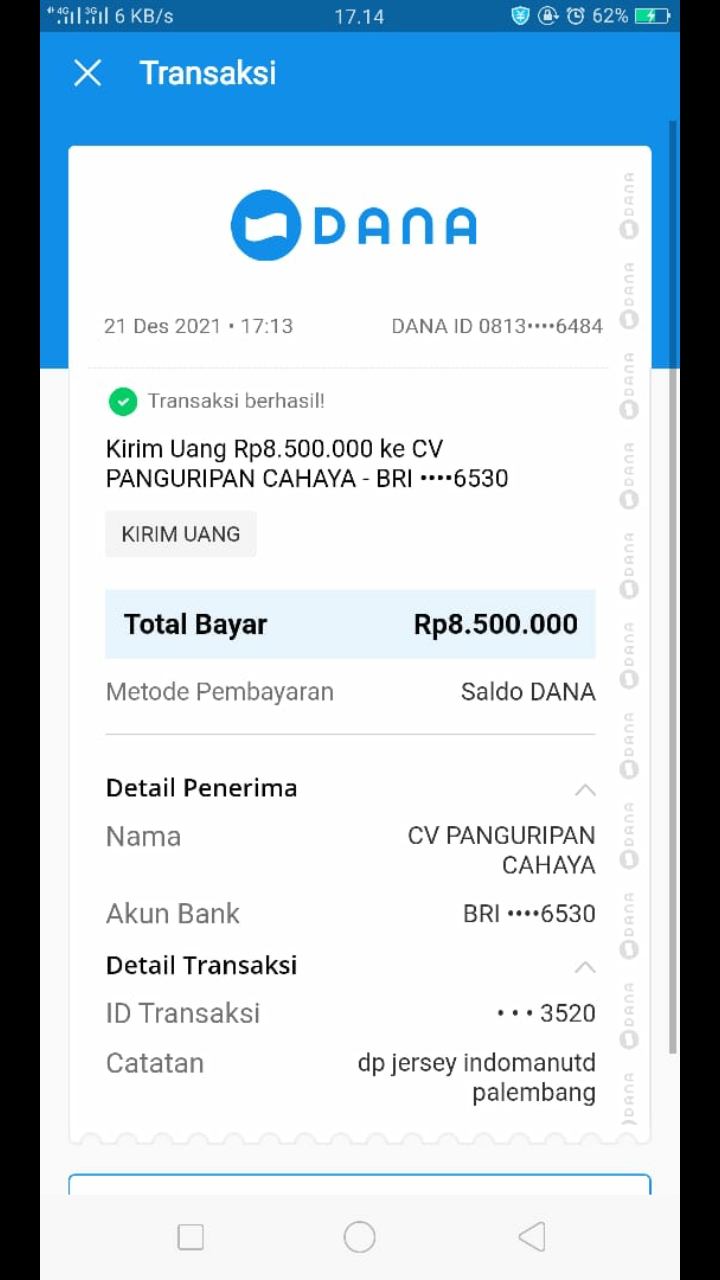 4G 3G 6 KB/s 17.14 62%
Transaksi
DANA
21 Des 2021 • 17:13 DANA ID 0813••••6484
Transaksi berhasil!
Kirim Uang Rp8.500.000 ke CV
PANGURIPAN CAHAYA - BRI ••••6530
KIRIM UANG
Total Bayar Rp8.500.000
Metode Pembayaran Saldo DANA
Detail Penerima
Nama CV PANGURIPAN
CAHAYA
Akun Bank BRI ••••6530
Detail Transaksi
ID Transaksi • • • 3520
Catatan dp jersey indomanutd
palembang
DANA
DANA
DANA
DANA
DANA
DANA
DANA
DANA
DANA
DANA
DANA